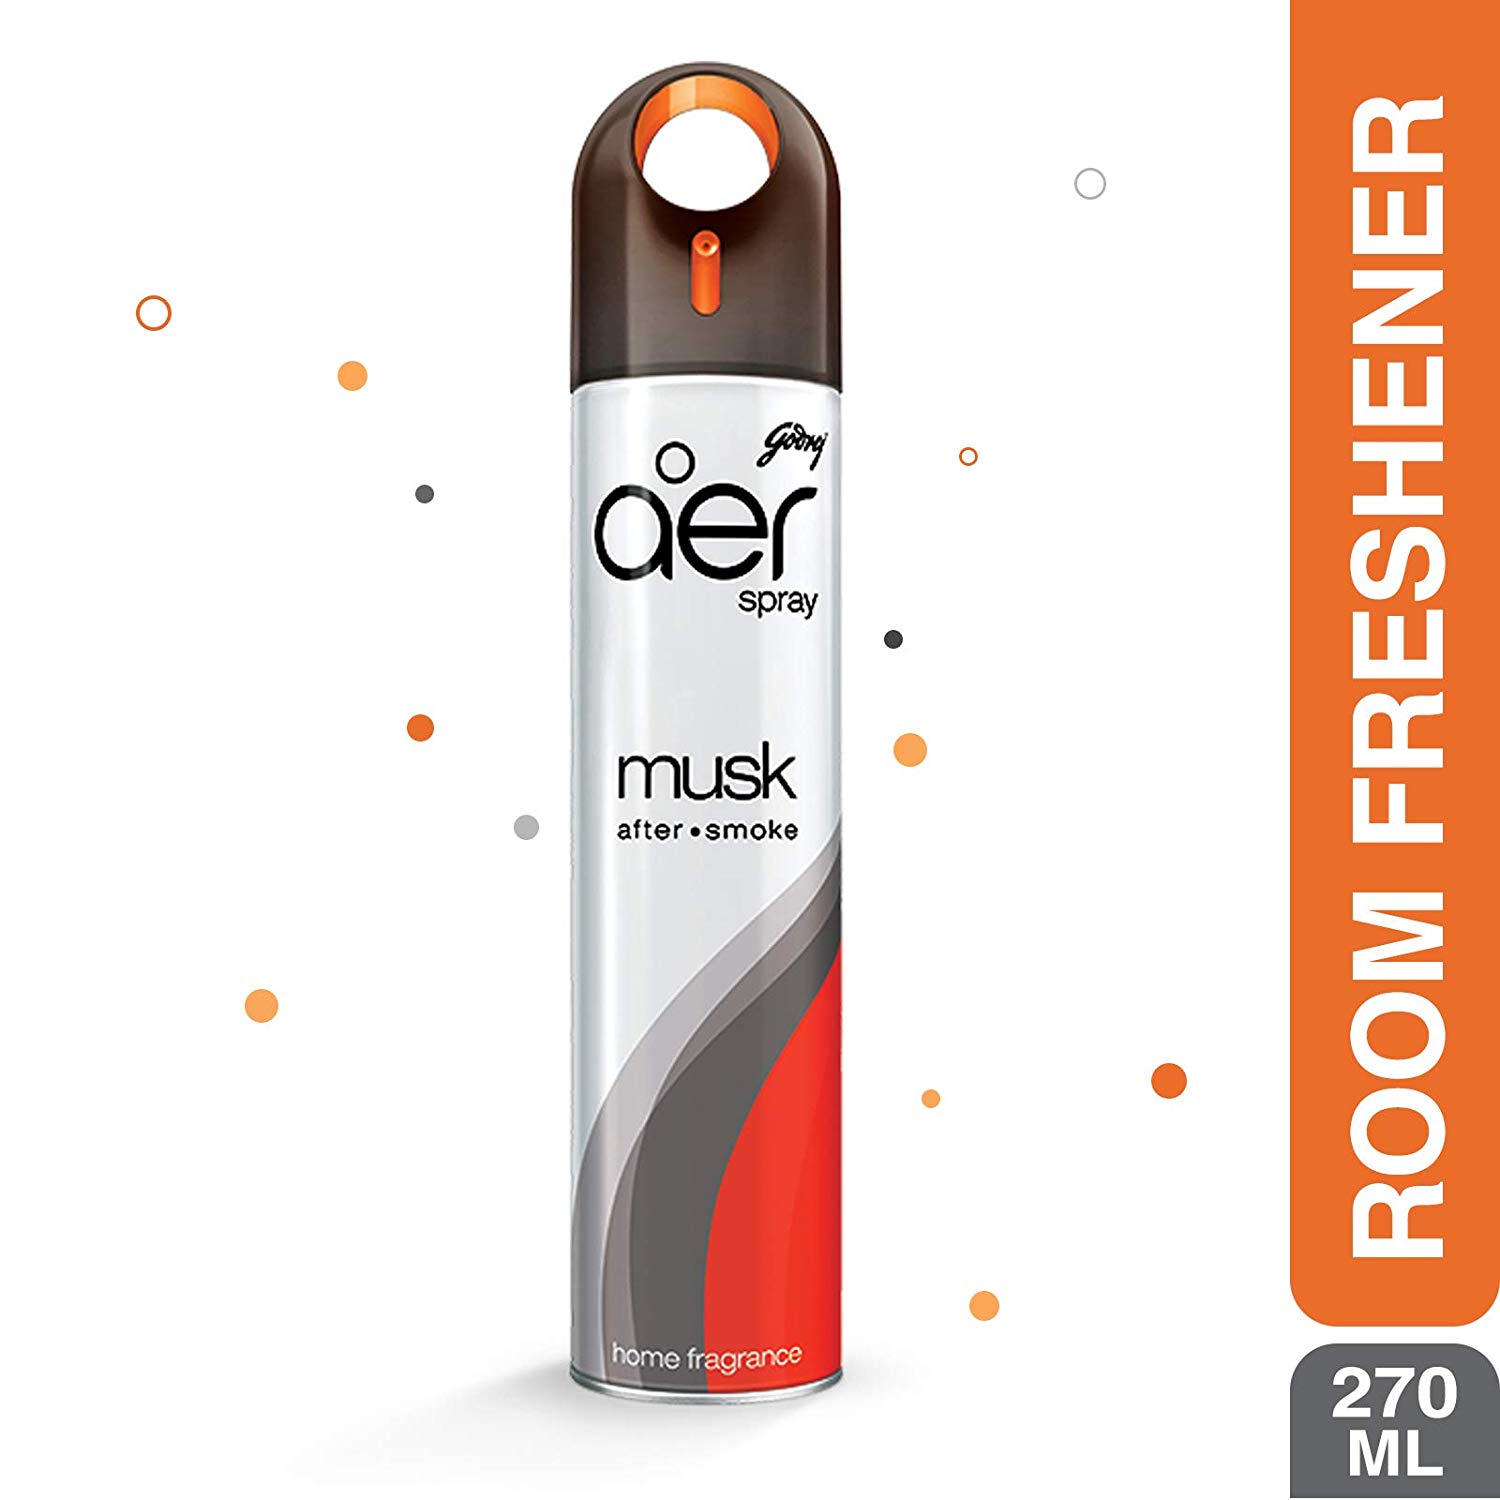 Godrej
aer
spray
musk
after • smoke
home fragrance
ROOM FRESHENER
270
ML